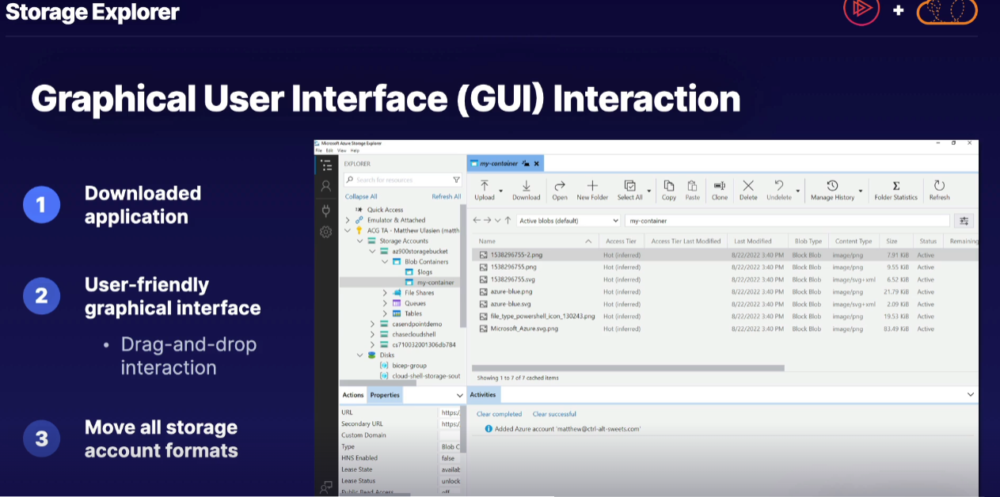 Storage Explorer
+
Graphical User Interface (GUI) Interaction
1
Downloaded
application
2
User-friendly
graphical interface
• Drag-and-drop
interaction
3
Move all storage
account formats
Microsoft Azure Storage Explorer
File Edit View Help
EXPLORER
Search for resources
Collapse All Refresh All
Quick Access
Emulator & Attached
ACG TA - Matthew Ulasien (matth
Storage Accounts
az900storagebucket
Blob Containers
$logs
my-container
File Shares
Queues
Tables
casendpointdemo
chasecloudshell
cs710032001306db784
Disks
bicep-group
cloud-shell-storage-sout
Actions Properties
URL https:/
Secondary URL https:/
Custom Domain
Type Blob C
HNS Enabled false
Lease State availab
Lease Status unlock
Public Read Access off
my-container
Upload Download Open New Folder Select All Copy Paste Clone Delete Undelete Manage History Folder Statistics Refresh
Active blobs (default) my-container
Name Access Tier Access Tier Last Modified Last Modified Blob Type Content Type Size Status Remaining
1538296755-2.png Hot (inferred) 8/22/2022 3:40 PM Block Blob image/png 7.91 KiB Active
1538296755.png Hot (inferred) 8/22/2022 3:40 PM Block Blob image/png 9.55 KiB Active
1538296755.svg Hot (inferred) 8/22/2022 3:40 PM Block Blob image/svg+xml 6.52 KiB Active
azure-blue.png Hot (inferred) 8/22/2022 3:40 PM Block Blob image/png 21.79 KiB Active
azure-blue.svg Hot (inferred) 8/22/2022 3:40 PM Block Blob image/svg+xml 2.09 KiB Active
file_type_powershell_icon_130243.png Hot (inferred) 8/22/2022 3:40 PM Block Blob image/png 19.53 KiB Active
Microsoft_Azure.svg.png Hot (inferred) 8/22/2022 3:40 PM Block Blob image/png 83.49 KiB Active
Showing 1 to 7 of 7 cached items
Activities
Clear completed Clear successful
Added Azure account 'matthew@ctrl-alt-sweets.com'